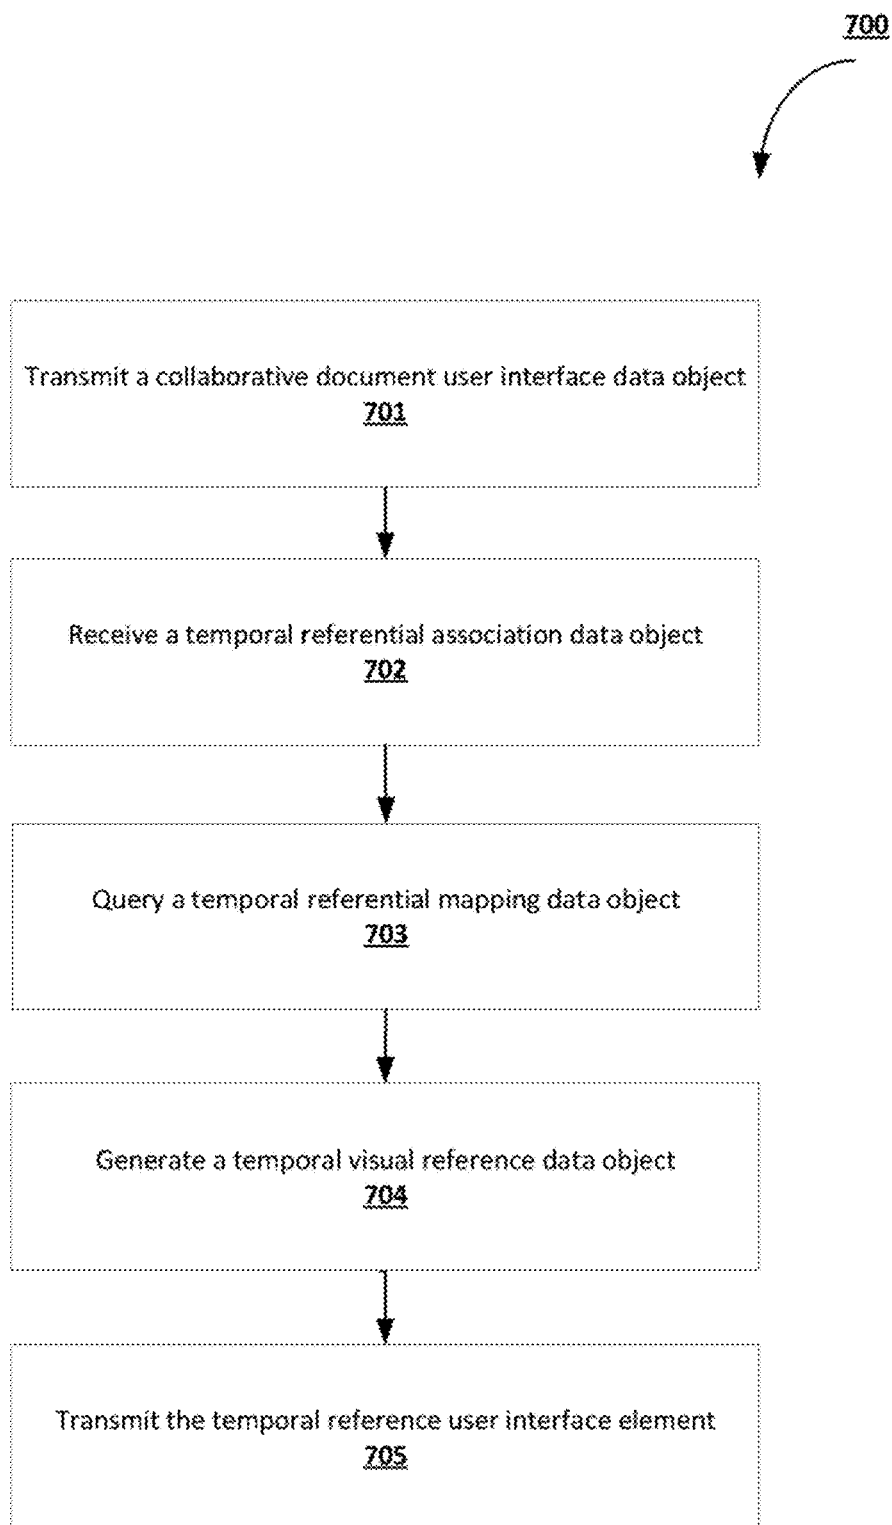 700
Transmit a collaborative document user interface data object
701
Receive a temporal referential association data object
702
Query a temporal referential mapping data object
703
Generate a temporal visual reference data object
704
Transmit the temporal reference user interface element
705